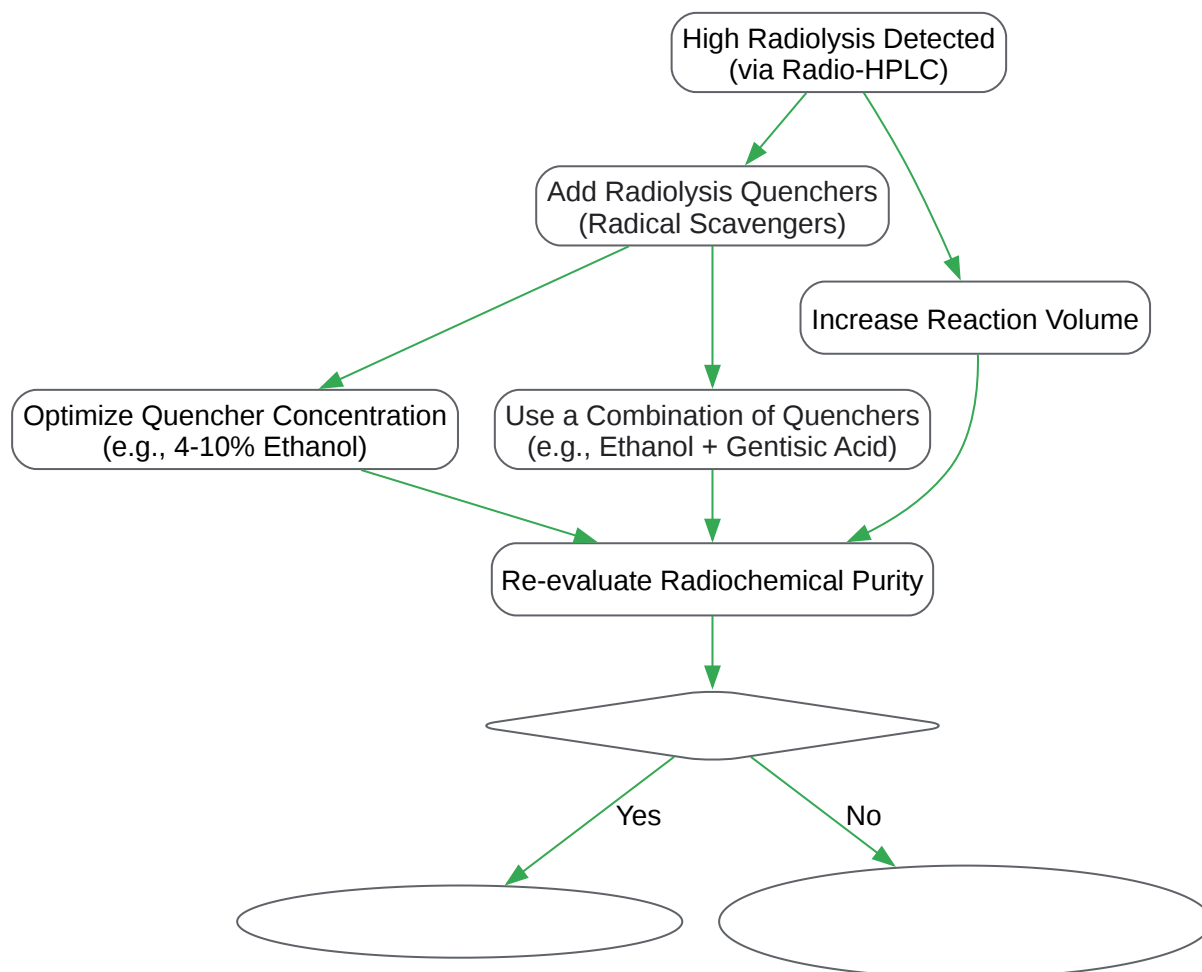 High Radiolysis Detected
(via Radio-HPLC)
Add Radiolysis Quenchers
(Radical Scavengers)
Increase Reaction Volume
Optimize Quencher Concentration
(e.g., 4-10% Ethanol)
Use a Combination of Quenchers
(e.g., Ethanol + Gentisic Acid)
Re-evaluate Radiochemical Purity
Yes
No